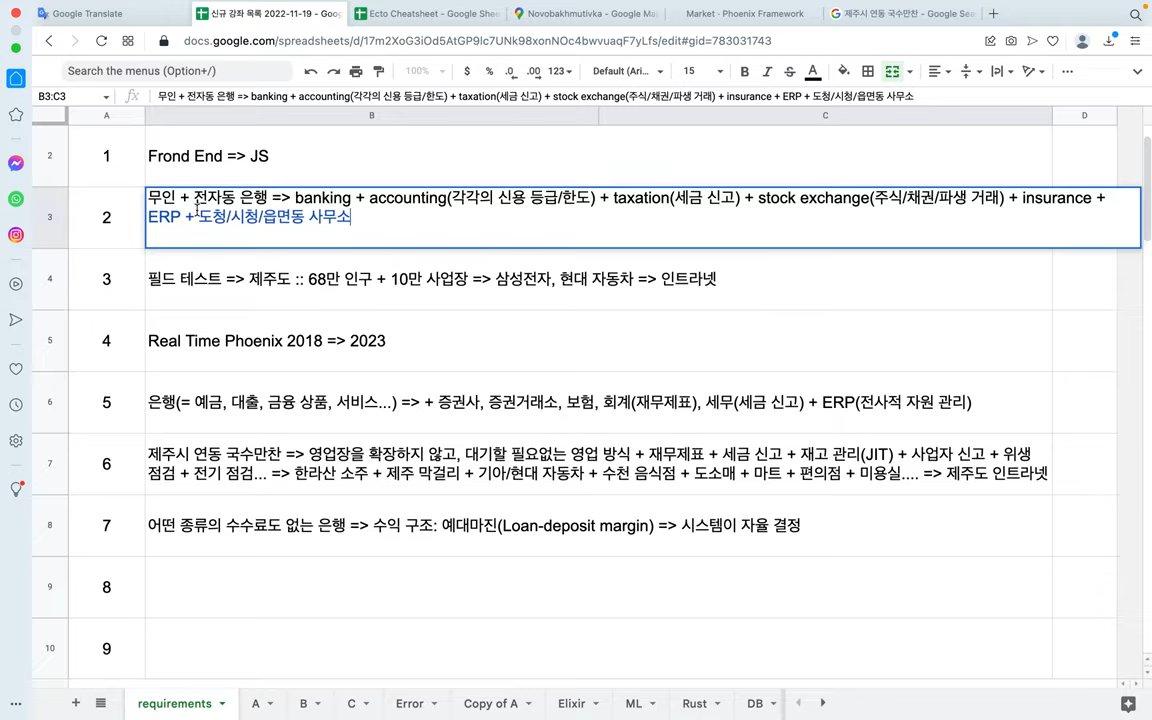 Google Translate
신규 강좌 목록 2022-11-19 - Goog
Ecto Cheatsheet - Google Shee
Novobakhmutivka - Google Ma
Market · Phoenix Framework
제주시 연동 국수만찬 - Google Sea
docs.google.com/spreadsheets/d/17m2XoG3iOd5AtGP9lc7UNk98xonNOc4bwvuaqF7yLfs/edit#gid=783031743
Search the menus (Option+/)
100%
$
%
.0
.00
123
Default (Ari...
15
B
I
S
A
B3:C3
fx
무인 + 전자동 은행 => banking + accounting(각각의 신용 등급/한도) + taxation(세금 신고) + stock exchange(주식/채권/파생 거래) + insurance + ERP + 도청/시청/읍면동 사무소
A
B
C
D
2
1
Frond End => JS
3
2
무인 + 전자동 은행 => banking + accounting(각각의 신용 등급/한도) + taxation(세금 신고) + stock exchange(주식/채권/파생 거래) + insurance +
ERP + 도청/시청/읍면동 사무소
4
3
필드 테스트 => 제주도 :: 68만 인구 + 10만 사업장 => 삼성전자, 현대 자동차 => 인트라넷
5
4
Real Time Phoenix 2018 => 2023
6
5
은행(= 예금, 대출, 금융 상품, 서비스...) => + 증권사, 증권거래소, 보험, 회계(재무제표), 세무(세금 신고) + ERP(전사적 자원 관리)
7
6
제주시 연동 국수만찬 => 영업장을 확장하지 않고, 대기할 필요없는 영업 방식 + 재무제표 + 세금 신고 + 재고 관리(JIT) + 사업자 신고 + 위생
점검 + 전기 점검... => 한라산 소주 + 제주 막걸리 + 기아/현대 자동차 + 수천 음식점 + 도소매 + 마트 + 편의점 + 미용실.... => 제주도 인트라넷
8
7
어떤 종류의 수수료도 없는 은행 => 수익 구조: 예대마진(Loan-deposit margin) => 시스템이 자율 결정
9
8
10
9
requirements
A
B
C
Error
Copy of A
Elixir
ML
Rust
DB